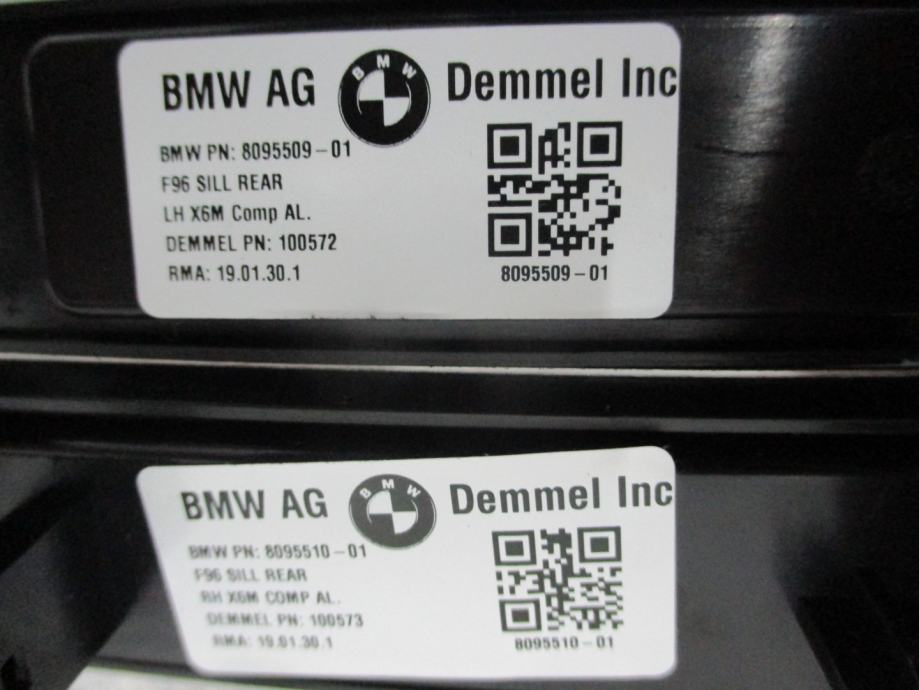 BMW AG BMW Demmel Inc
BMW PN: 8095509-01
F96 SILL REAR
LH X6M Comp AL.
DEMMEL PN: 100572
RMA: 19.01.30.1
8095509-01
BMW AG BMW Demmel Inc
BMW PN: 8095510-01
F96 SILL REAR
RH X6M COMP AL.
DEMMEL PN: 100573
RMA: 19.01.30.1
8095510-01